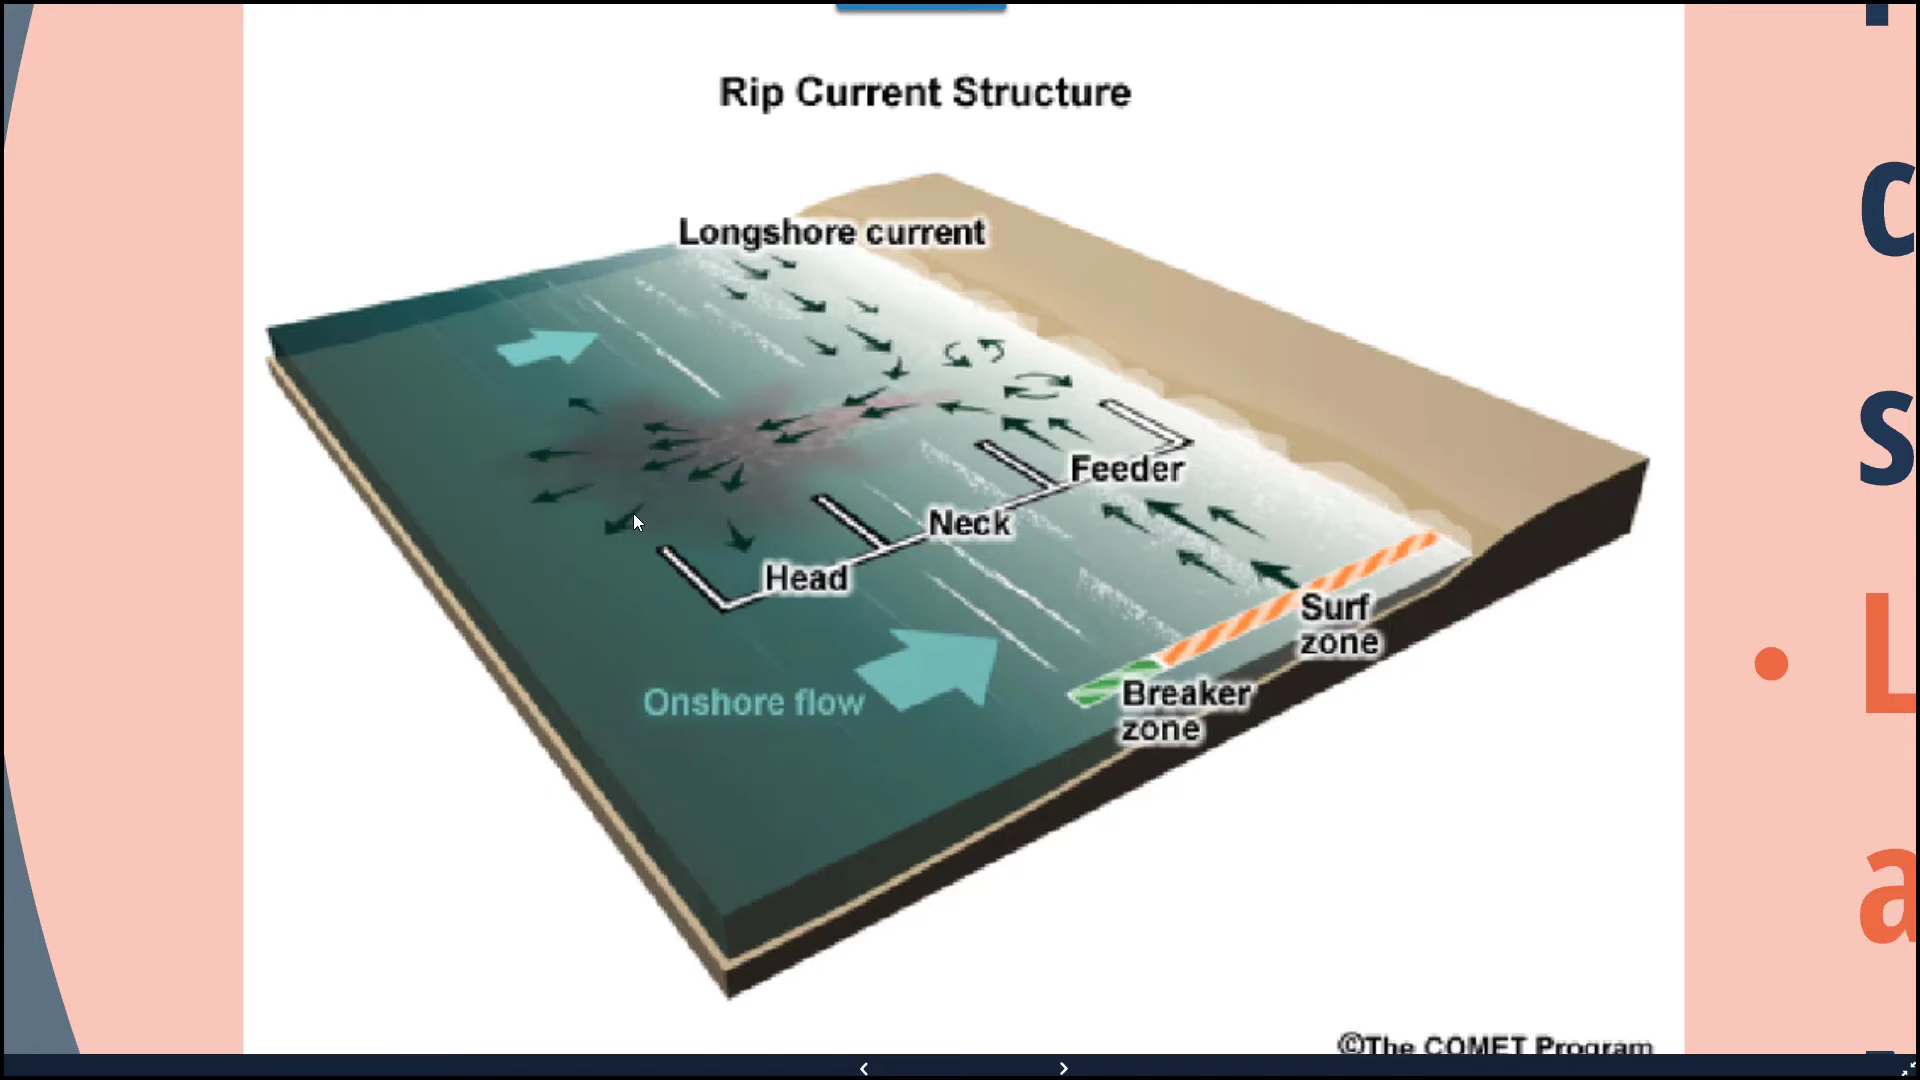 Rip Current Structure
Longshore current
Feeder
Neck
Head
Surf
zone
Breaker
zone
Onshore flow
©The COMET Program
c
s
• L
a